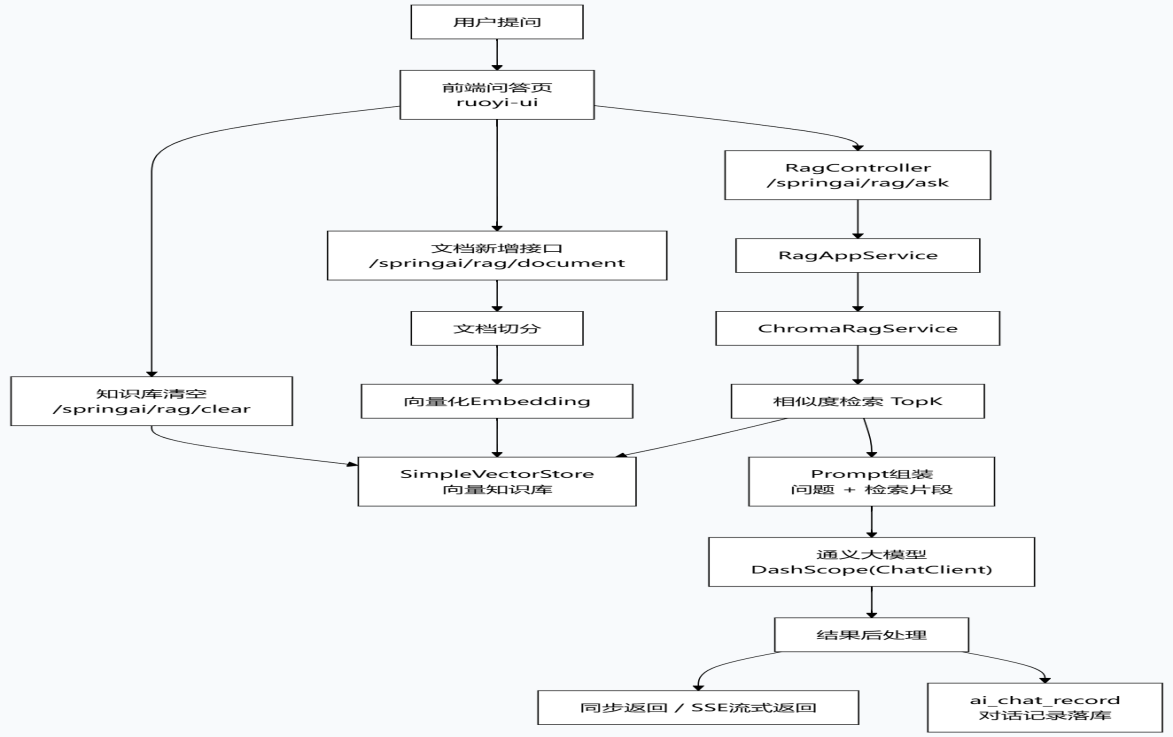 用户提问
前端问答页
ruoyi-ui
RagController
/springai/rag/ask
文档新增接口
/springai/rag/document
RagAppService
文档切分
ChromaRagService
知识库清空
/springai/rag/clear
向量化Embedding
相似度检索 TopK
SimpleVectorStore
向量知识库
Prompt组装
问题 + 检索片段
通义大模型
DashScope(ChatClient)
结果后处理
同步返回 / SSE流式返回
ai_chat_record
对话记录落库